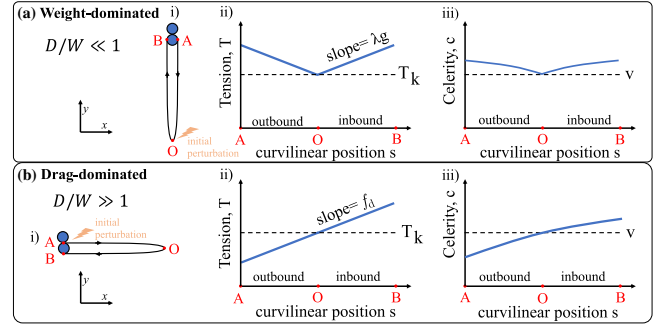 (a) Weight-dominated
D/W ≪ 1
i)
B A
O
initial
perturbation
y
x
ii)
Tension, T
slope= λg
T_k
outbound
inbound
A O B
curvilinear position s
iii)
Celerity, c
v
outbound
inbound
A O B
curvilinear position s
(b) Drag-dominated
D/W ≫ 1
i)
initial
perturbation
A
B
O
y
x
ii)
Tension, T
slope= f_d
T_k
outbound
inbound
A O B
curvilinear position s
iii)
Celerity, c
v
outbound
inbound
A O B
curvilinear position s